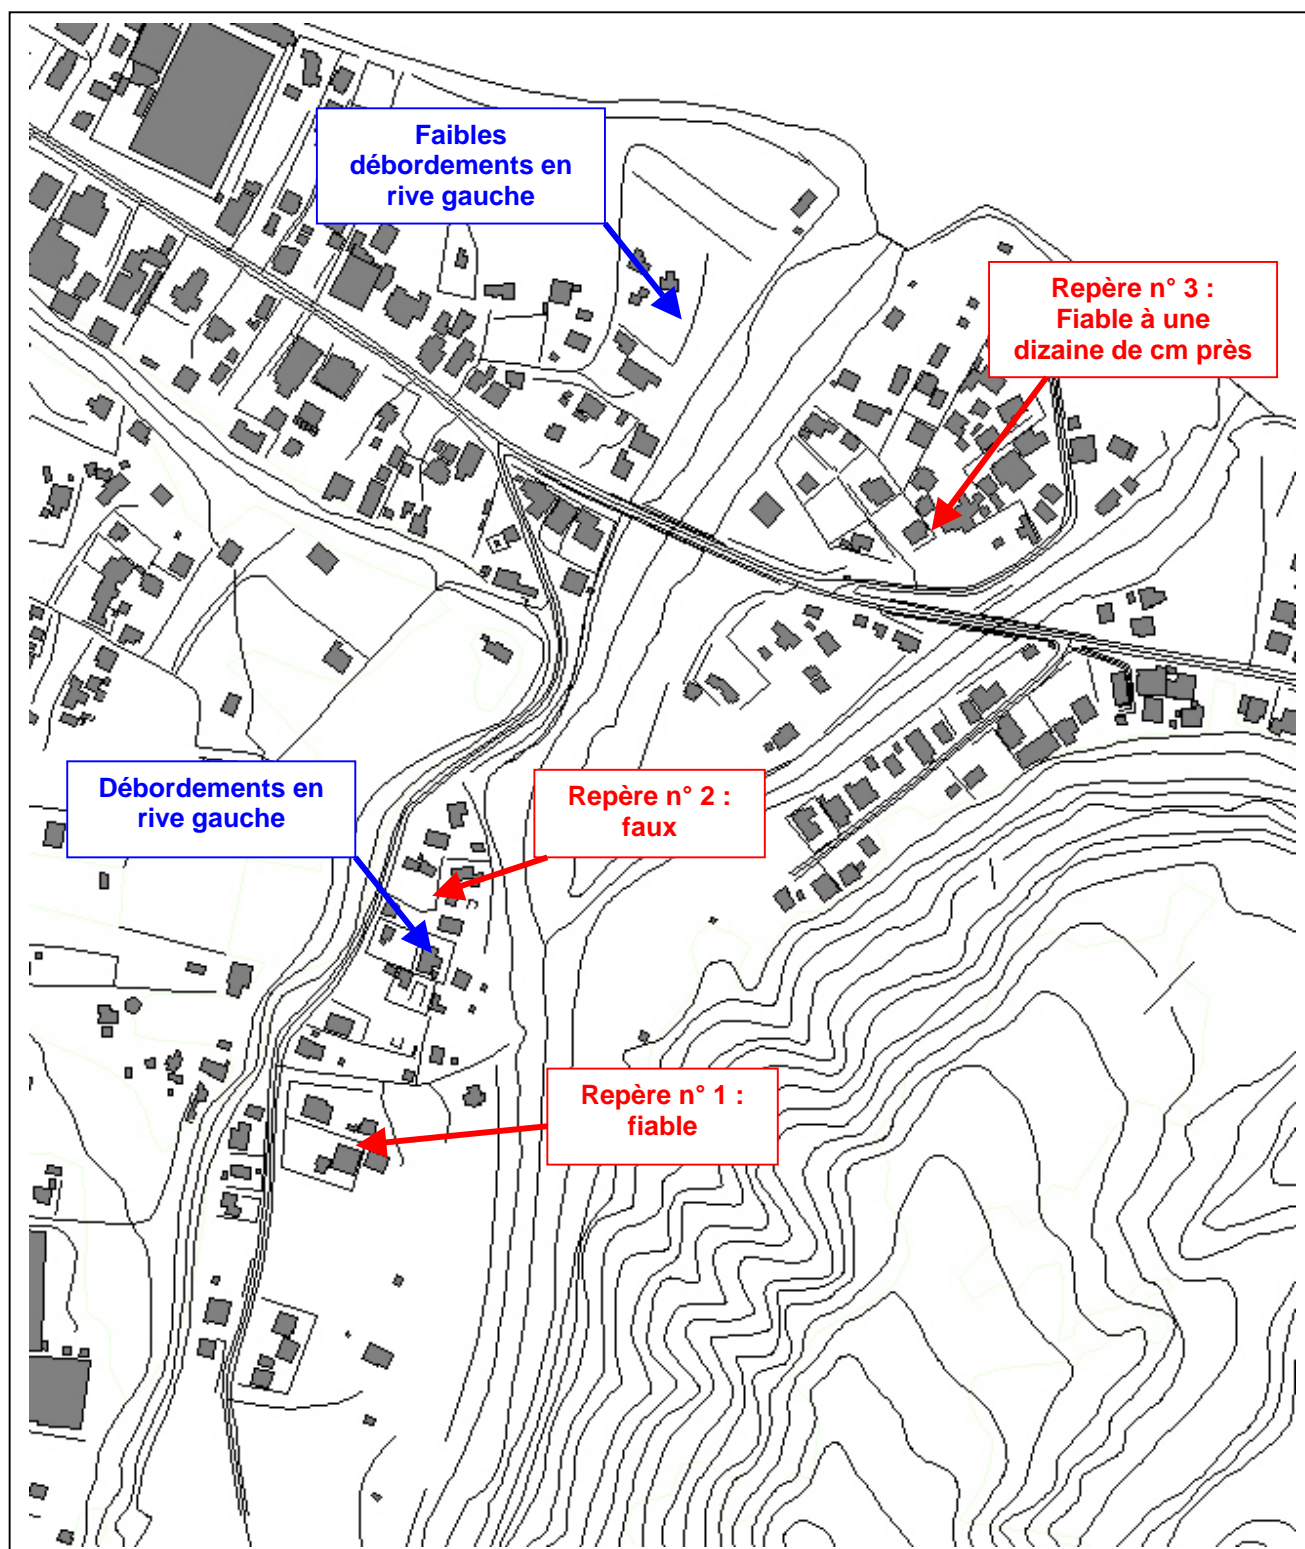 Faibles
débordements en
rive gauche
Repère n° 3 :
Fiable à une
dizaine de cm près
Débordements en
rive gauche
Repère n° 2 :
faux
Repère n° 1 :
fiable